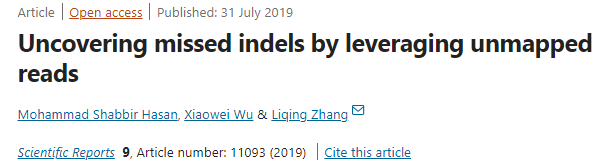 Article | Open access | Published: 31 July 2019
Uncovering missed indels by leveraging unmapped
reads
Mohammad Shabbir Hasan, Xiaowei Wu & Liqing Zhang
Scientific Reports 9, Article number: 11093 (2019) | Cite this article